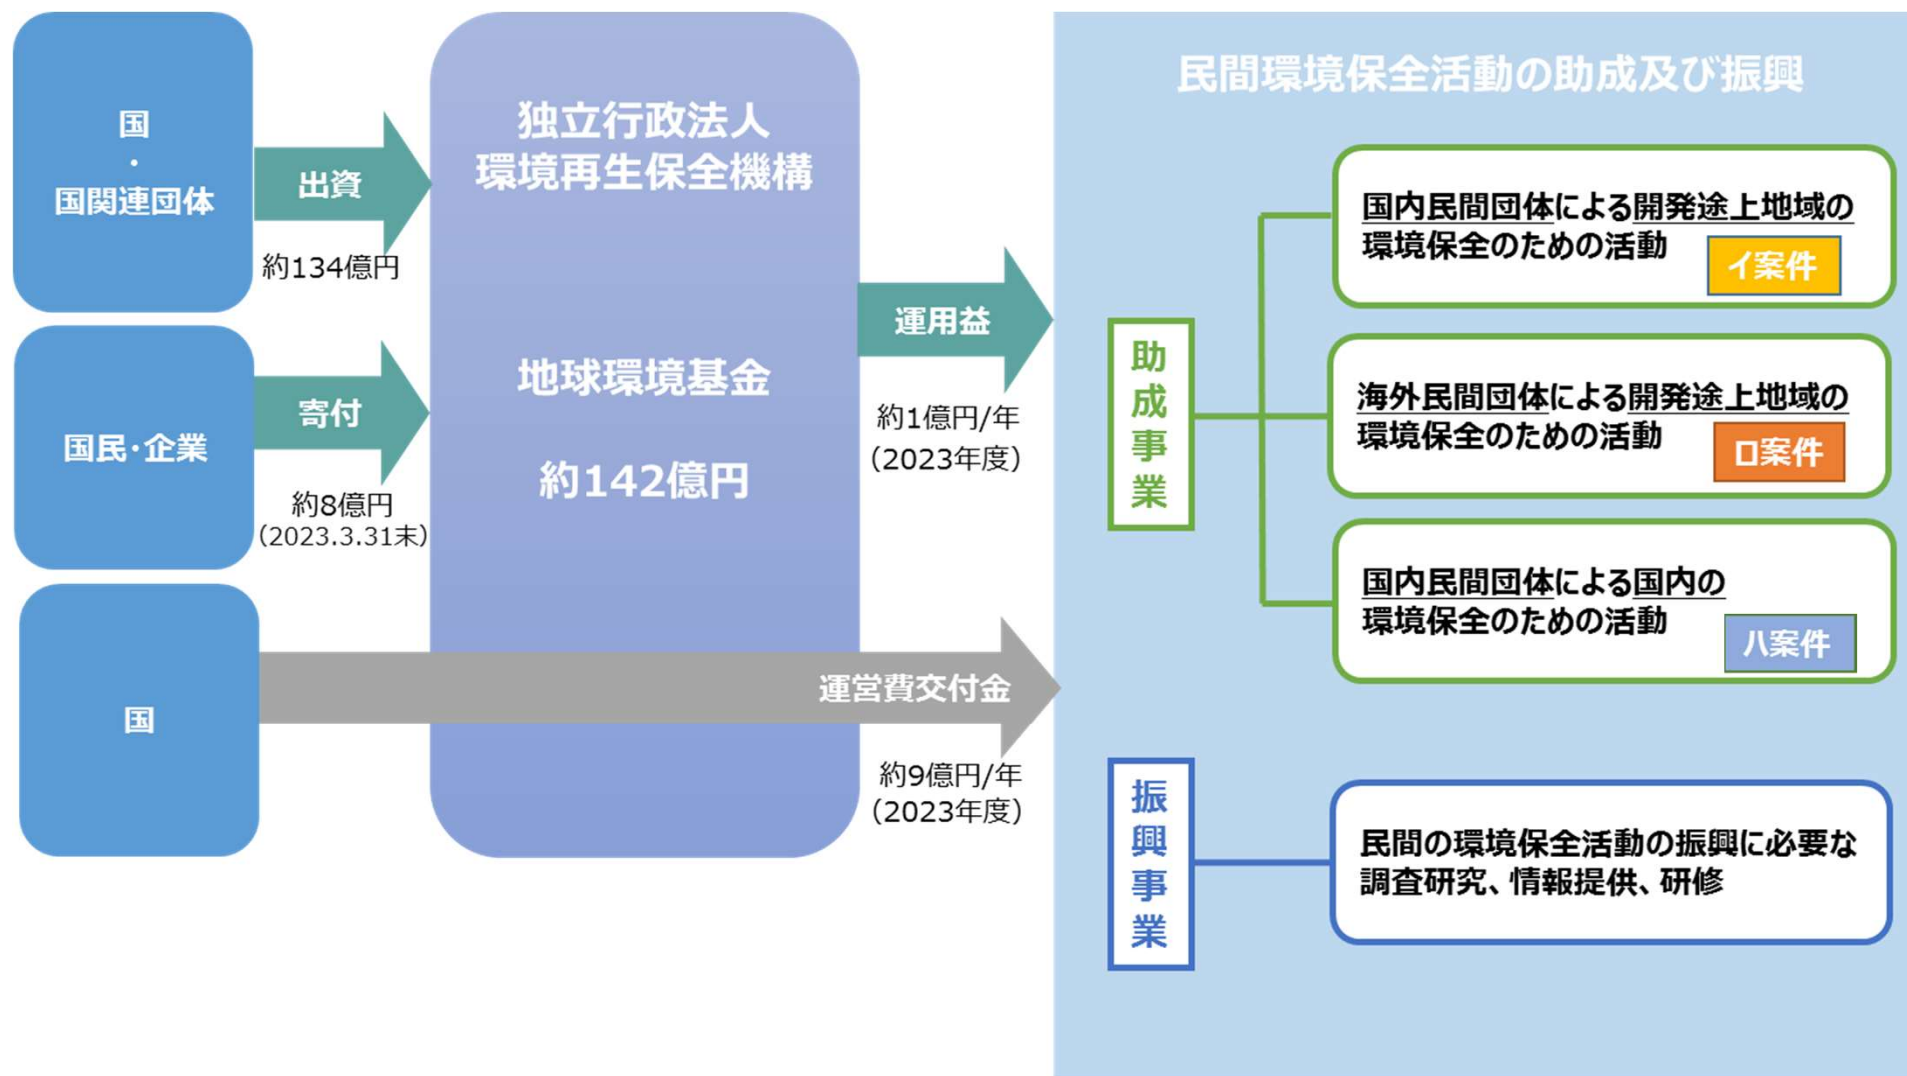 国
・
国関連団体
出資
約134億円
国民・企業
寄付
約8億円
（2023.3.31末）
国
独立行政法人
環境再生保全機構
地球環境基金
約142億円
運用益
約1億円/年
（2023年度）
運営費交付金
約9億円/年
（2023年度）
民間環境保全活動の助成及び振興
助成事業
国内民間団体による開発途上地域の
環境保全のための活動
イ案件
海外民間団体による開発途上地域の
環境保全のための活動
ロ案件
国内民間団体による国内の
環境保全のための活動
ハ案件
振興事業
民間の環境保全活動の振興に必要な
調査研究、情報提供、研修